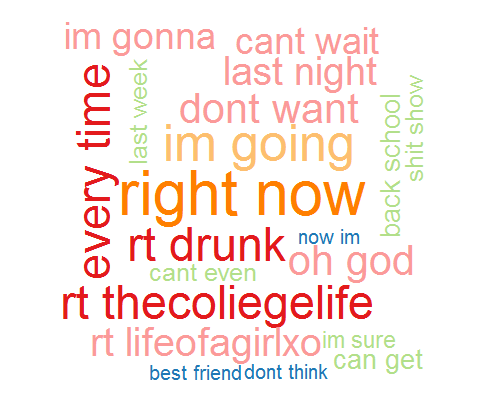 im gonna
cant wait
last night
last week
every time
dont want
back school
shit show
im going
right now
rt drunk
now im
oh god
cant even
rt thecoliegelife
rt lifeofagirlxo
im sure
can get
best friend
dont think